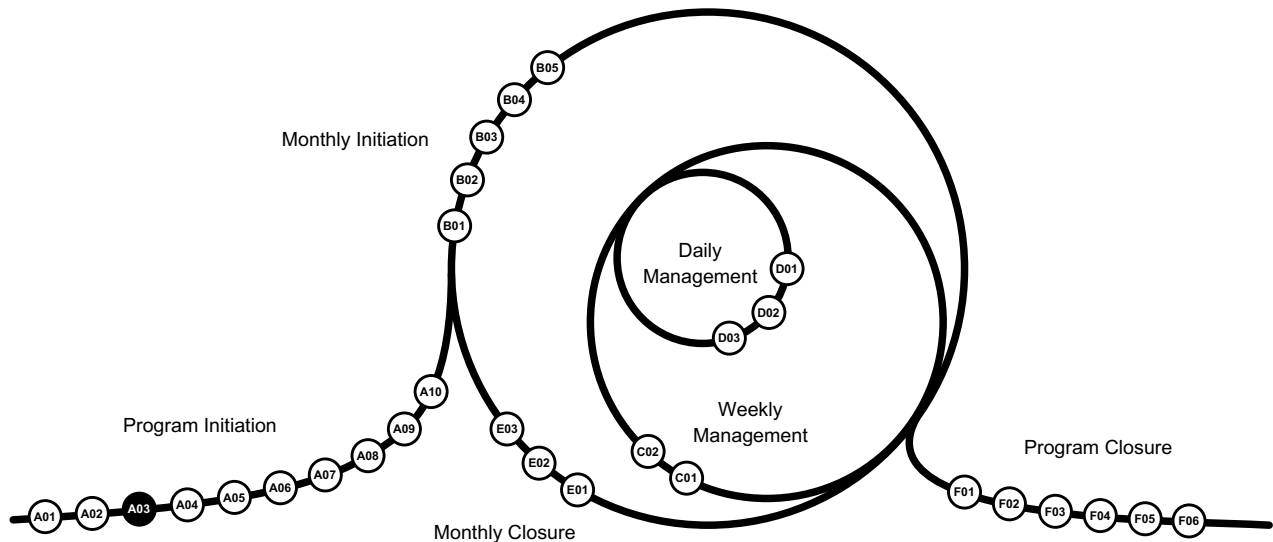 B05
B04
B03
B02
B01
Monthly Initiation
Daily
Management
D01
D02
D03
Weekly
Management
C02
C01
Program Initiation
A01
A02
A03
A04
A05
A06
A07
A08
A09
A10
E03
E02
E01
Monthly Closure
Program Closure
F01
F02
F03
F04
F05
F06